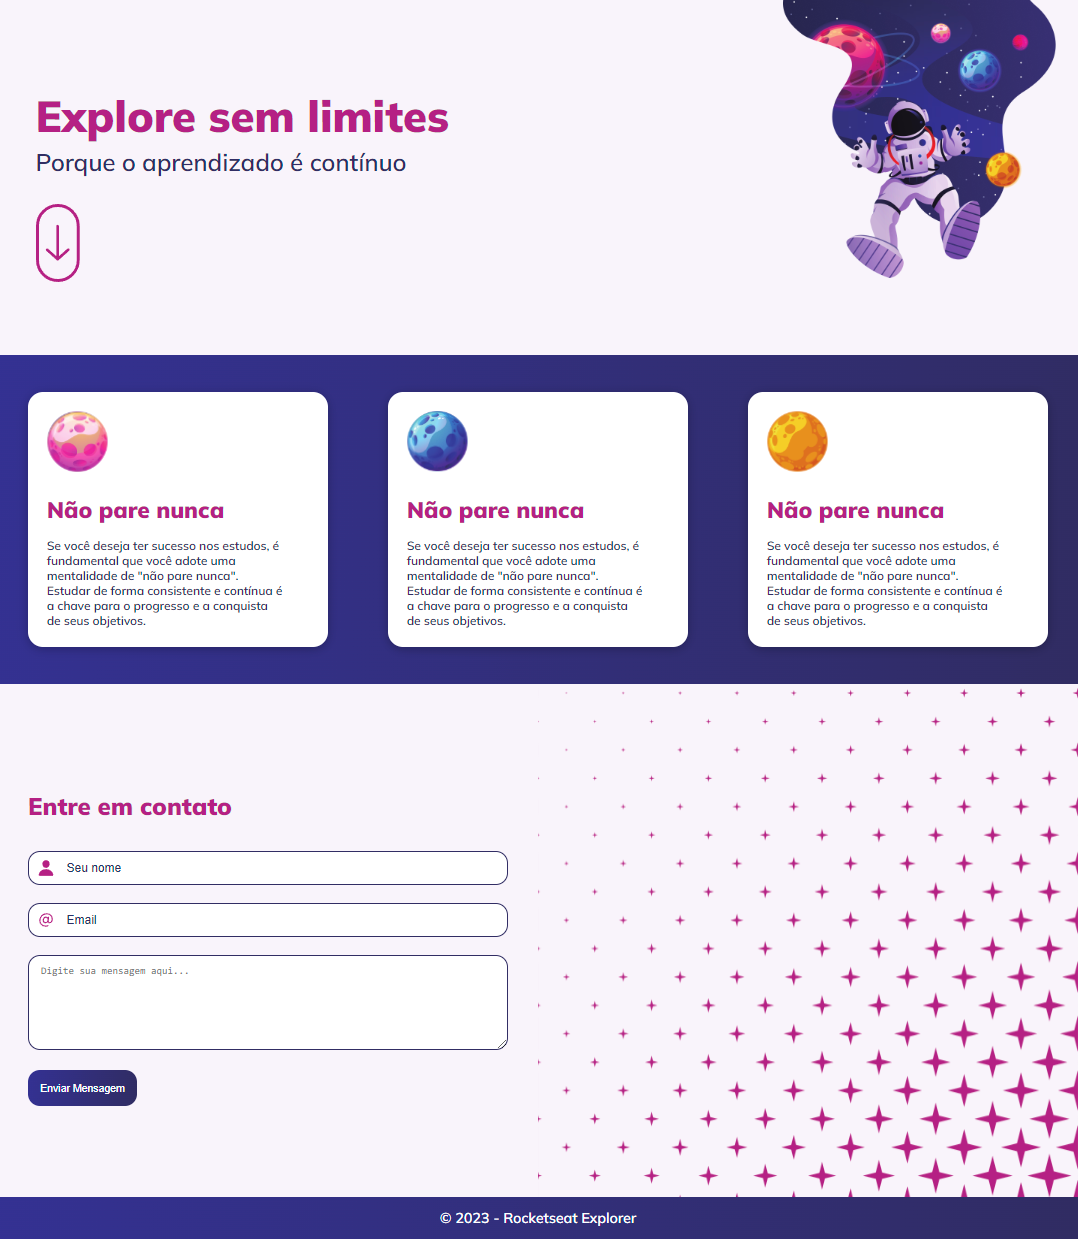 Explore sem limites
Porque o aprendizado é contínuo
Não pare nunca
Se você deseja ter sucesso nos estudos, é
fundamental que você adote uma
mentalidade de "não pare nunca".
Estudar de forma consistente e contínua é
a chave para o progresso e a conquista
de seus objetivos.
Não pare nunca
Se você deseja ter sucesso nos estudos, é
fundamental que você adote uma
mentalidade de "não pare nunca".
Estudar de forma consistente e contínua é
a chave para o progresso e a conquista
de seus objetivos.
Não pare nunca
Se você deseja ter sucesso nos estudos, é
fundamental que você adote uma
mentalidade de "não pare nunca".
Estudar de forma consistente e contínua é
a chave para o progresso e a conquista
de seus objetivos.
Entre em contato
Seu nome
@ Email
Digite sua mensagem aqui...
Enviar Mensagem
© 2023 - Rocketseat Explorer